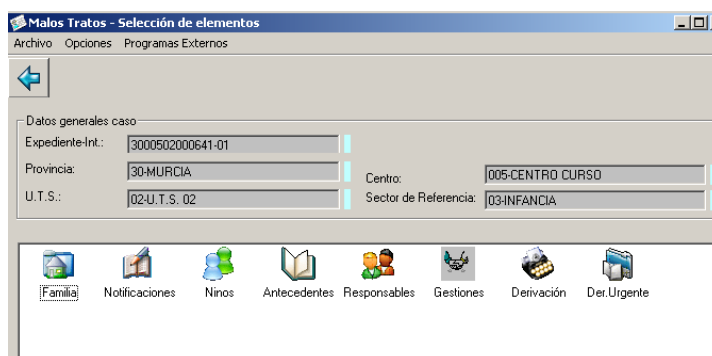 Malos Tratos - Selección de elementos
Archivo Opciones Programas Externos
Datos generales caso
Expediente-Int.: 3000502000641-01
Provincia: 30-MURCIA
Centro: 005-CENTRO CURSO
U.T.S.: 02-U.T.S. 02
Sector de Referencia: 03-INFANCIA
Familia Notificaciones Ninos Antecedentes Responsables Gestiones Derivación Der.Urgente